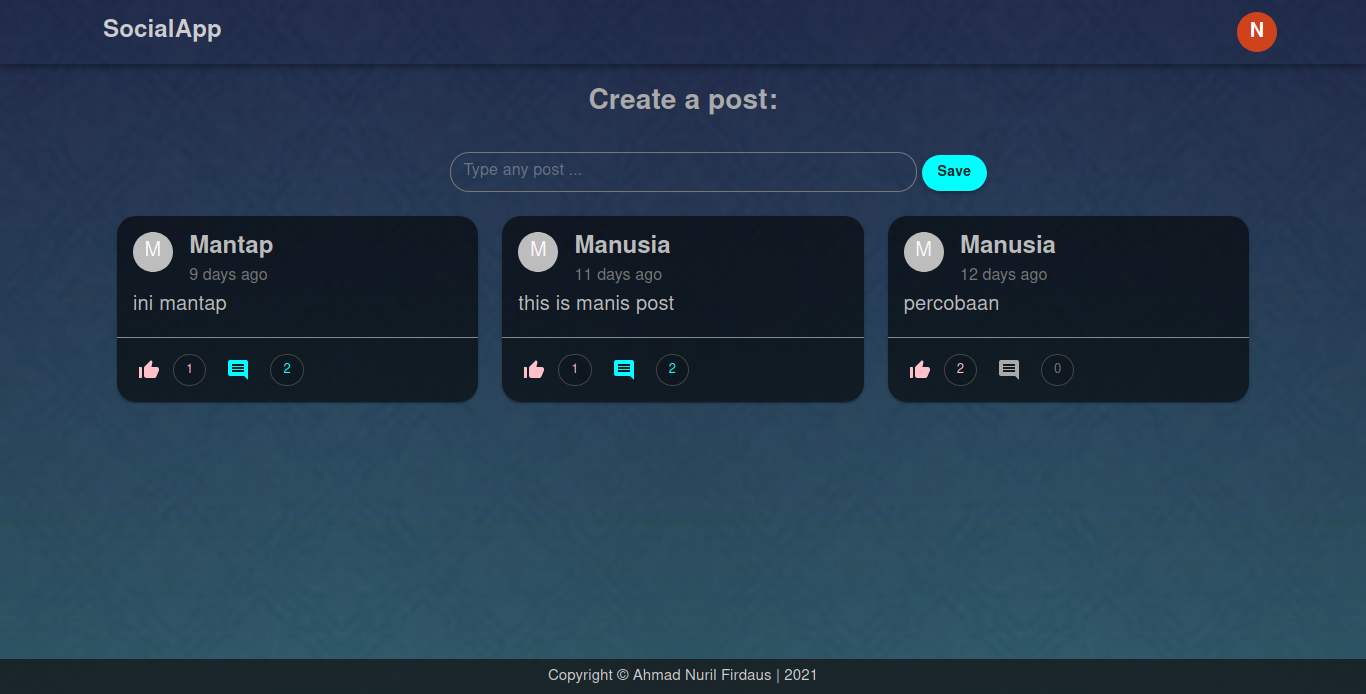 SocialApp
N
Create a post:
Type any post ...
Save
M
Mantap
9 days ago
ini mantap
1
2
M
Manusia
11 days ago
this is manis post
1
2
M
Manusia
12 days ago
percobaan
2
0
Copyright © Ahmad Nuril Firdaus | 2021